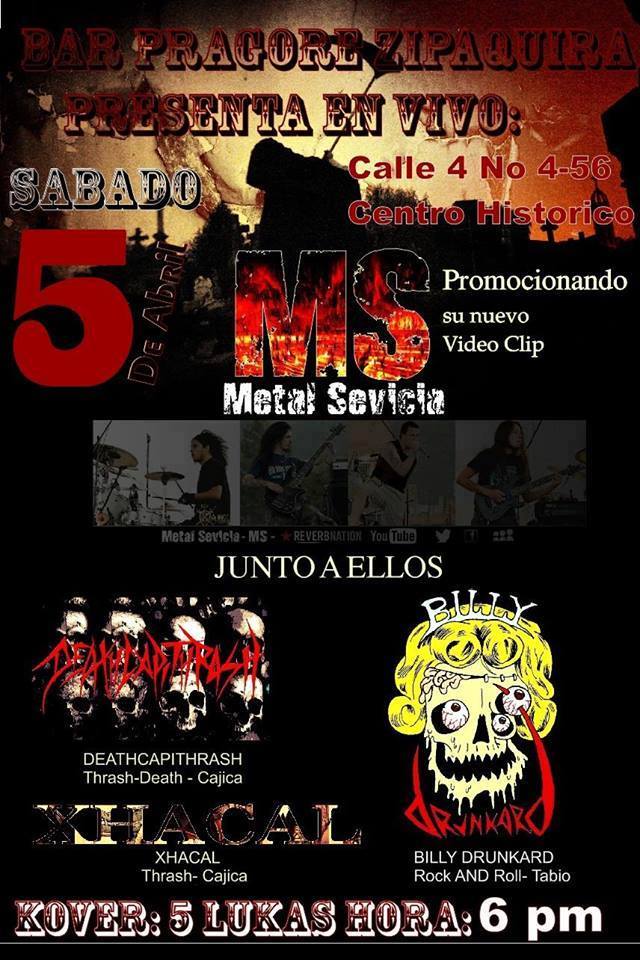 BAR PRAGORE ZIPAQUIRA
PRESENTA EN VIVO:
SABADO
Calle 4 No 4-56
Centro Historico
5
De Abril
MS
Metal Sevicia
Promocionando
su nuevo
Video Clip
Metal Sevicia - MS - REVERBNATION YouTube
JUNTO A ELLOS
DEATHCAPITHRASH
DEATHCAPITHRASH
Thrash-Death - Cajica
XHACAL
XHACAL
Thrash- Cajica
BILLY
DRUNKARD
BILLY DRUNKARD
Rock AND Roll- Tabio
KOVER: 5 LUKAS HORA: 6 pm